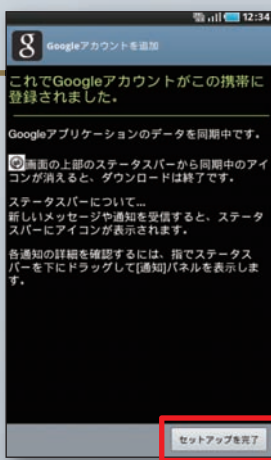 12:34
g Googleアカウントを追加
これでGoogleアカウントがこの携帯に
登録されました。
Googleアプリケーションのデータを同期中です。
画面の上部のステータスバーから同期中のアイ
コンが消えると、ダウンロードは終了です。
ステータスバーについて...
新しいメッセージや通知を受信すると、ステータ
スバーにアイコンが表示されます。
各通知の詳細を確認するには、指でステータス
バーを下にドラッグして[通知]パネルを表示しま
す。
セットアップを完了